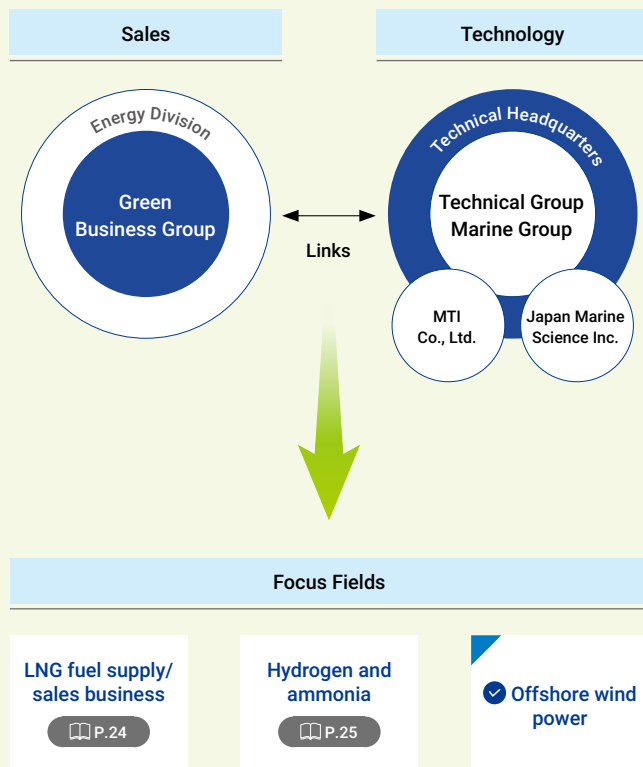 Sales
Technology
Energy Division
Green
Business Group
Links
Technical Headquarters
Technical Group
Marine Group
MTI
Co., Ltd.
Japan Marine
Science Inc.
Focus Fields
LNG fuel supply/
sales business
P.24
Hydrogen and
ammonia
P.25
Offshore wind
power